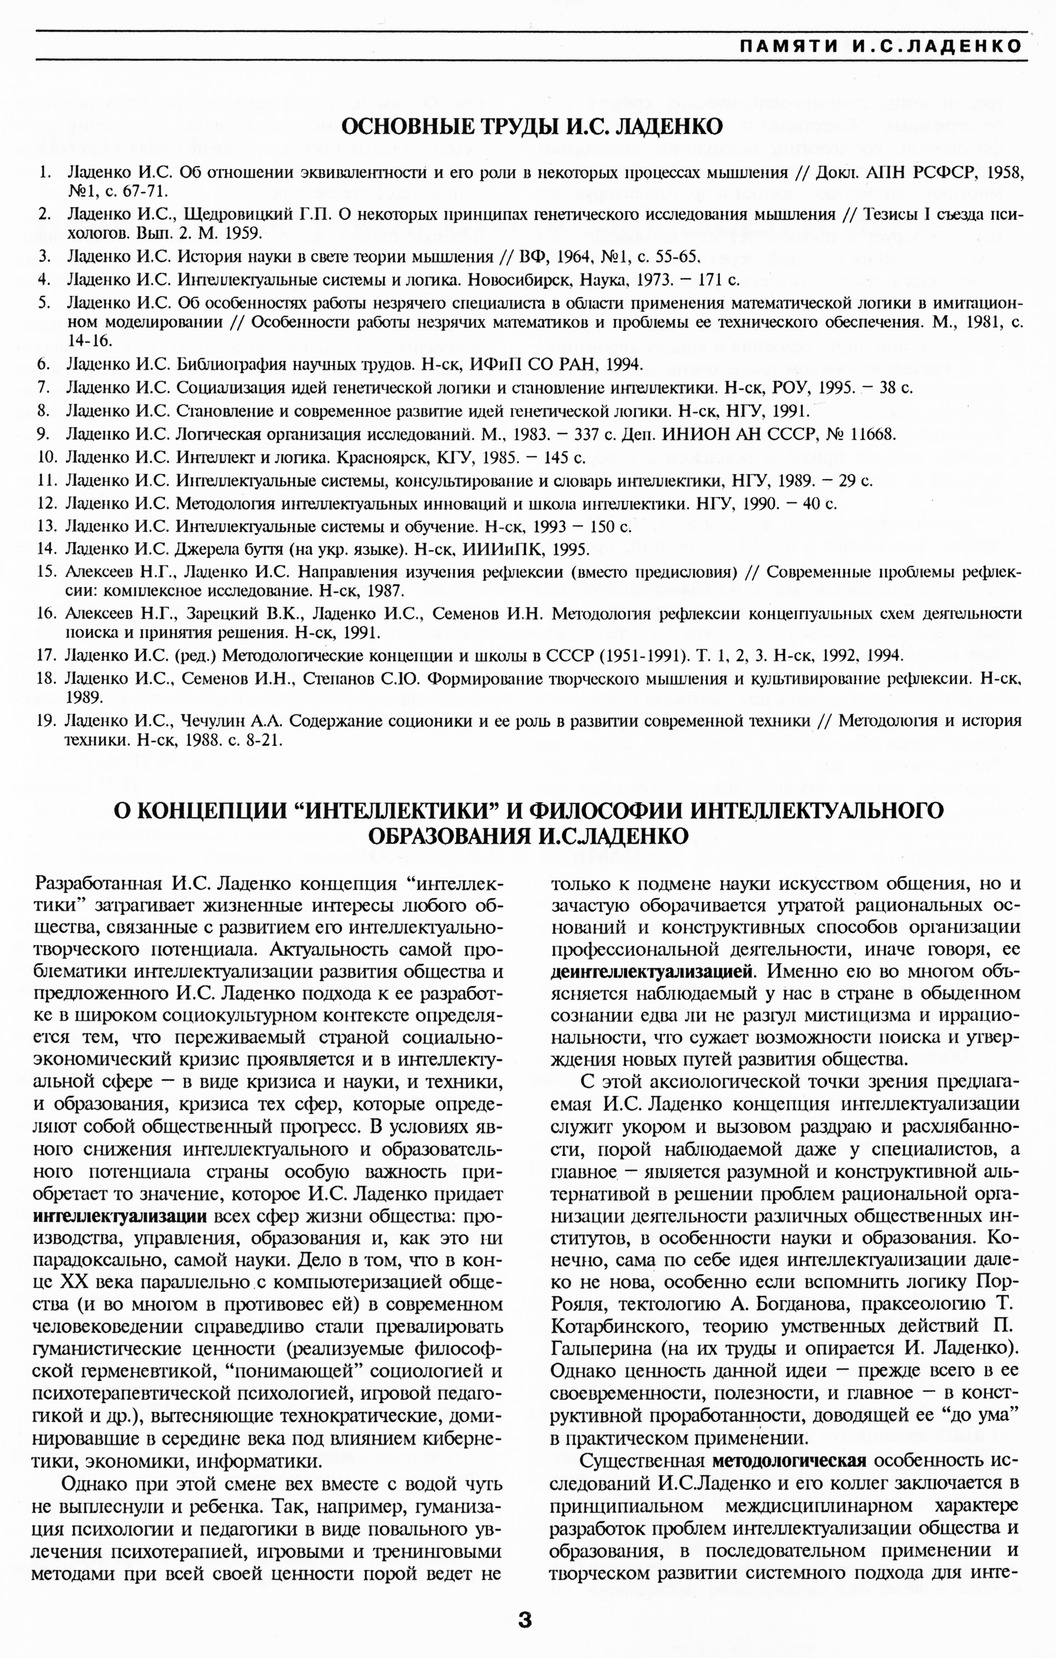 ПАМЯТИ И.С.ЛАДЕНКО
ОСНОВНЫЕ ТРУДЫ И.С. ЛАДЕНКО
1. Ладенко И.С. Об отношении эквивалентности и его роли в некоторых процессах мышления // Докл. АПН РСФСР, 1958,
№1, с. 67-71.
2. Ладенко И.С., Щедровицкий Г.П. О некоторых принципах генетического исследования мышления // Тезисы I съезда пси-
хологов. Вып. 2. М. 1959.
3. Ладенко И.С. История науки в свете теории мышления // ВФ, 1964, №1, с. 55-65.
4. Ладенко И.С. Интеллектуальные системы и логика. Новосибирск, Наука, 1973. — 171 с.
5. Ладенко И.С. Об особенностях работы незрячего специалиста в области применения математической логики в имитацион-
ном моделировании // Особенности работы незрячих математиков и проблемы ее технического обеспечения. М., 1981, с.
14-16.
6. Ладенко И.С. Библиография научных трудов. Н-ск, ИФиП СО РАН, 1994.
7. Ладенко И.С. Социализация идей генетической логики и становление интеллектики. Н-ск, РОУ, 1995. — 38 с.
8. Ладенко И.С. Становление и современное развитие идей генетической логики. Н-ск, НГУ, 1991.
9. Ладенко И.С. Логическая организация исследований. М., 1983. — 337 с. Деп. ИНИОН АН СССР, № 11668.
10. Ладенко И.С. Интеллект и логика. Красноярск, КГУ, 1985. — 145 с.
11. Ладенко И.С. Интеллектуальные системы, консультирование и словарь интеллектики, НГУ, 1989. — 29 с.
12. Ладенко И.С. Методология интеллектуальных инноваций и школа интеллектики. НГУ, 1990. — 40 с.
13. Ладенко И.С. Интеллектуальные системы и обучение. Н-ск, 1993 — 150 с.
14. Ладенко И.С. Джерела буття (на укр. языке). Н-ск, ИИИиПК, 1995.
15. Алексеев Н.Г., Ладенко И.С. Направления изучения рефлексии (вместо предисловия) // Современные проблемы рефлек-
сии: комплексное исследование. Н-ск, 1987.
16. Алексеев Н.Г., Зарецкий В.К., Ладенко И.С., Семенов И.Н. Методология рефлексии концептуальных схем деятельности
поиска и принятия решения. Н-ск, 1991.
17. Ладенко И.С. (ред.) Методологические концепции и школы в СССР (1951-1991). Т. 1, 2, 3. Н-ск, 1992, 1994.
18. Ладенко И.С., Семенов И.Н., Степанов С.Ю. Формирование творческого мышления и культивирование рефлексии. Н-ск,
1989.
19. Ладенко И.С., Чечулин А.А. Содержание соционики и ее роль в развитии современной техники // Методология и история
техники. Н-ск, 1988. с. 8-21.
О КОНЦЕПЦИИ “ИНТЕЛЛЕКТИКИ” И ФИЛОСОФИИ ИНТЕЛЛЕКТУАЛЬНОГО
ОБРАЗОВАНИЯ И.С.ЛАДЕНКО
Разработанная И.С. Ладенко концепция “интеллек-
тики” затрагивает жизненные интересы любого об-
щества, связанные с развитием его интеллектуально-
творческого потенциала. Актуальность самой про-
блематики интеллектуализации развития общества и
предложенного И.С. Ладенко подхода к ее разработ-
ке в широком социокультурном контексте определя-
ется тем, что переживаемый страной социально-
экономический кризис проявляется и в интеллекту-
альной сфере — в виде кризиса и науки, и техники,
и образования, кризиса тех сфер, которые опреде-
ляют собой общественный прогресс. В условиях яв-
ного снижения интеллектуального и образователь-
ного потенциала страны особую важность при-
обретает то значение, которое И.С. Ладенко придает
интеллектуализации всех сфер жизни общества: про-
изводства, управления, образования и, как это ни
парадоксально, самой науки. Дело в том, что в кон-
це XX века параллельно с компьютеризацией обще-
ства (и во многом в противовес ей) в современном
человековедении справедливо стали превалировать
гуманистические ценности (реализуемые философ-
ской герменевтикой, “понимающей” социологией и
психотерапевтической психологией, игровой педаго-
гикой и др.), вытесняющие технократические, доми-
нировавшие в середине века под влиянием киберне-
тики, экономики, информатики.
Однако при этой смене вех вместе с водой чуть
не выплеснули и ребенка. Так, например, гуманиза-
ция психологии и педагогики в виде повального ув-
лечения психотерапией, игровыми и тренинговыми
методами при всей своей ценности порой ведет не
только к подмене науки искусством общения, но и
зачастую оборачивается утратой рациональных ос-
нований и конструктивных способов организации
профессиональной деятельности, иначе говоря, ее
деинтеллектуализацией. Именно ею во многом объ-
ясняется наблюдаемый у нас в стране в обыденном
сознании едва ли не разгул мистицизма и иррацио-
нальности, что сужает возможности поиска и утвер-
ждения новых путей развития общества.
С этой аксиологической точки зрения предлага-
емая И.С. Ладенко концепция интеллектуализации
служит укором и вызовом раздраю и расхлябанно-
сти, порой наблюдаемой даже у специалистов, а
главное — является разумной и конструктивной аль-
тернативой в решении проблем рациональной орга-
низации деятельности различных общественных ин-
ститутов, в особенности науки и образования. Ко-
нечно, сама по себе идея интеллектуализации дале-
ко не нова, особенно если вспомнить логику Пор-
Рояля, тектологию А. Богданова, праксеологию Т.
Котарбинского, теорию умственных действий П.
Гальперина (на их труды и опирается И. Ладенко).
Однако ценность данной идеи — прежде всего в ее
своевременности, полезности, и главное — в конст-
руктивной проработанности, доводящей ее “до ума”
в практическом применении.
Существенная методологическая особенность ис-
следований И.С.Ладенко и его коллег заключается в
принципиальном междисциплинарном характере
разработок проблем интеллектуализации общества и
образования, в последовательном применении и
творческом развитии системного подхода для инте-
3